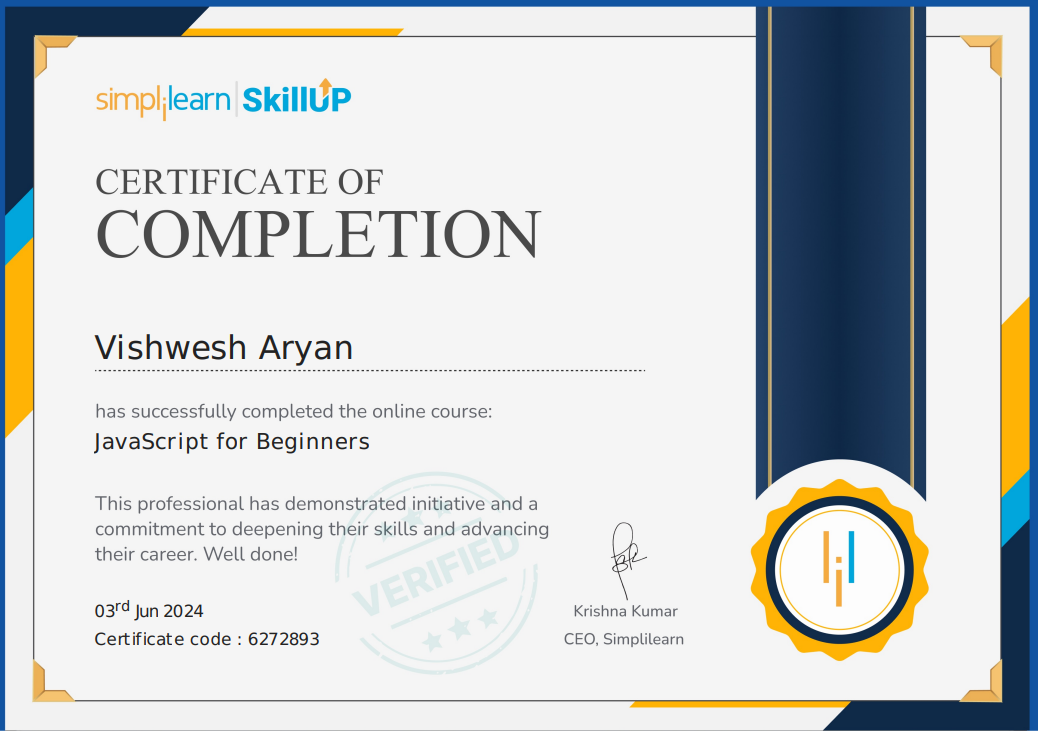 simplilearn | SkillUP
CERTIFICATE OF
COMPLETION
Vishwesh Aryan
has successfully completed the online course:
JavaScript for Beginners
This professional has demonstrated initiative and a
commitment to deepening their skills and advancing
their career. Well done!
VERIFIED
03rd Jun 2024
Certificate code : 6272893
Krishna Kumar
CEO, Simplilearn